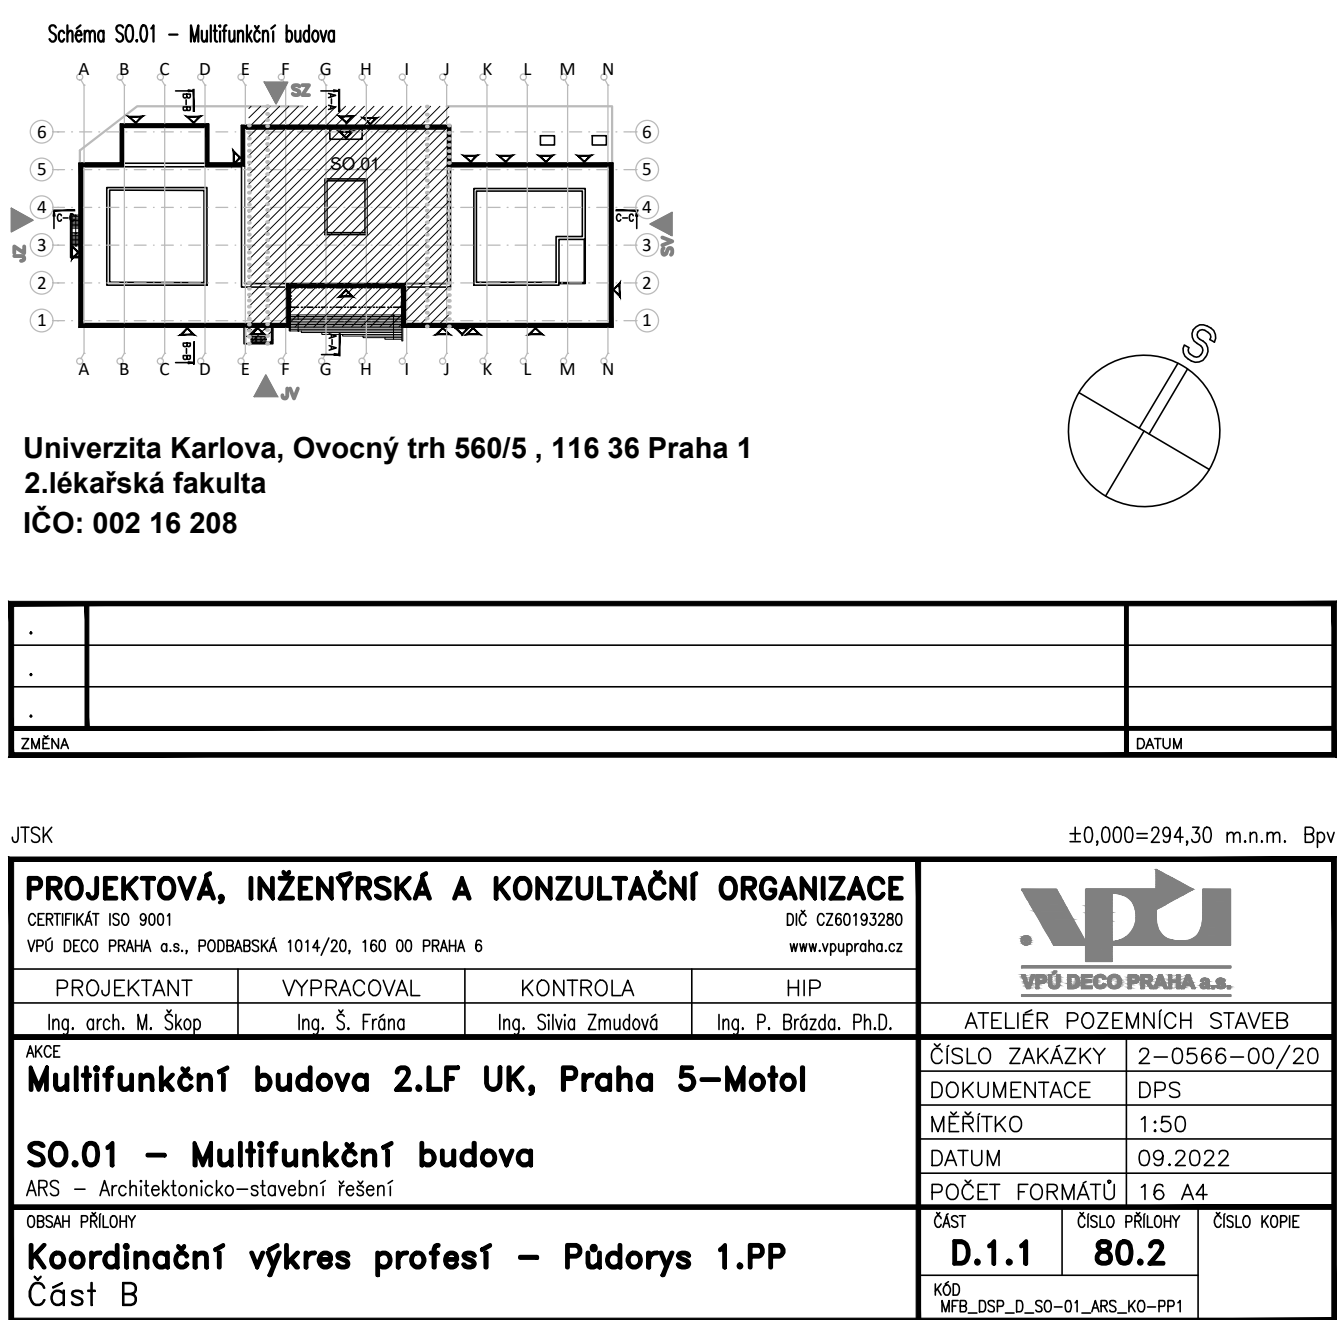 Schéma SO.01 – Multifunkční budova
A B C D E F G H I J K L M N
B-B SZ A-A
6 6
5 SO.01 5
4 C- C-C 4
JZ 3 3 SV
2 2
1 1
B-B A-A
A B C D E F G H I J K L M N
JV
S
Univerzita Karlova, Ovocný trh 560/5 , 116 36 Praha 1
2.lékařská fakulta
IČO: 002 16 208
.
.
.
ZMĚNA DATUM
JTSK ±0,000=294,30 m.n.m. Bpv
PROJEKTOVÁ, INŽENÝRSKÁ A KONZULTAČNÍ ORGANIZACE
CERTIFIKÁT ISO 9001 DIČ CZ60193280
VPÚ DECO PRAHA a.s., PODBABSKÁ 1014/20, 160 00 PRAHA 6 www.vpupraha.cz
.vpú
VPÚ DECO PRAHA a.s.
PROJEKTANT VYPRACOVAL KONTROLA HIP
Ing. arch. M. Škop Ing. Š. Frána Ing. Silvia Zmudová Ing. P. Brázda. Ph.D.
ATELIÉR POZEMNÍCH STAVEB
AKCE
Multifunkční budova 2.LF UK, Praha 5–Motol
SO.01 – Multifunkční budova
ARS – Architektonicko–stavební řešení
ČÍSLO ZAKÁZKY 2–0566–00/20
DOKUMENTACE DPS
MĚŘÍTKO 1:50
DATUM 09.2022
POČET FORMÁTŮ 16 A4
OBSAH PŘÍLOHY
Koordinační výkres profesí – Půdorys 1.PP
Část B
ČÁST ČÍSLO PŘÍLOHY ČÍSLO KOPIE
D.1.1 80.2
KÓD
MFB_DSP_D_SO–01_ARS_KO–PP1